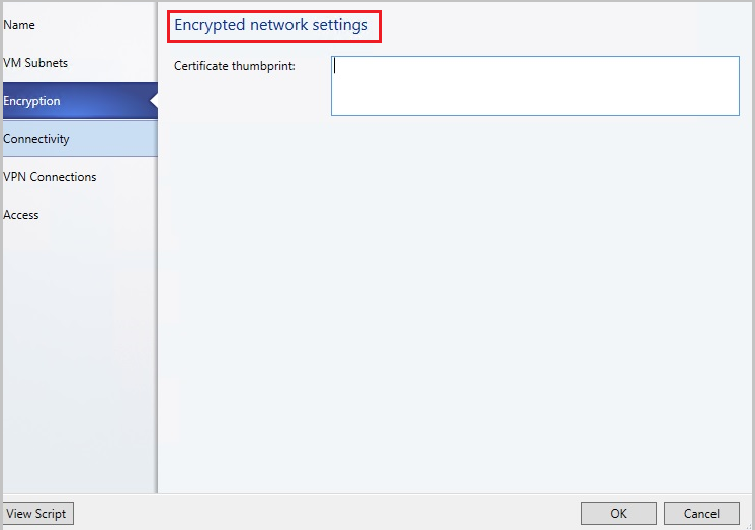 Name
VM Subnets
Encryption
Connectivity
VPN Connections
Access
Encrypted network settings
Certificate thumbprint:
View Script
OK
Cancel